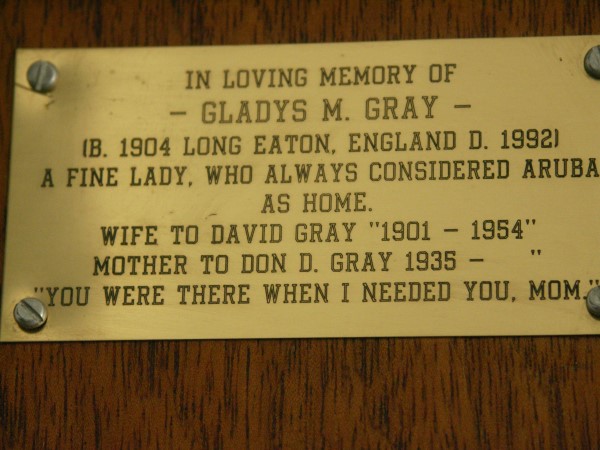 IN LOVING MEMORY OF
– GLADYS M. GRAY –
(B. 1904 LONG EATON, ENGLAND D. 1992)
A FINE LADY, WHO ALWAYS CONSIDERED ARUBA
AS HOME.
WIFE TO DAVID GRAY "1901 – 1954"
MOTHER TO DON D. GRAY 1935 – "
"YOU WERE THERE WHEN I NEEDED YOU, MOM."